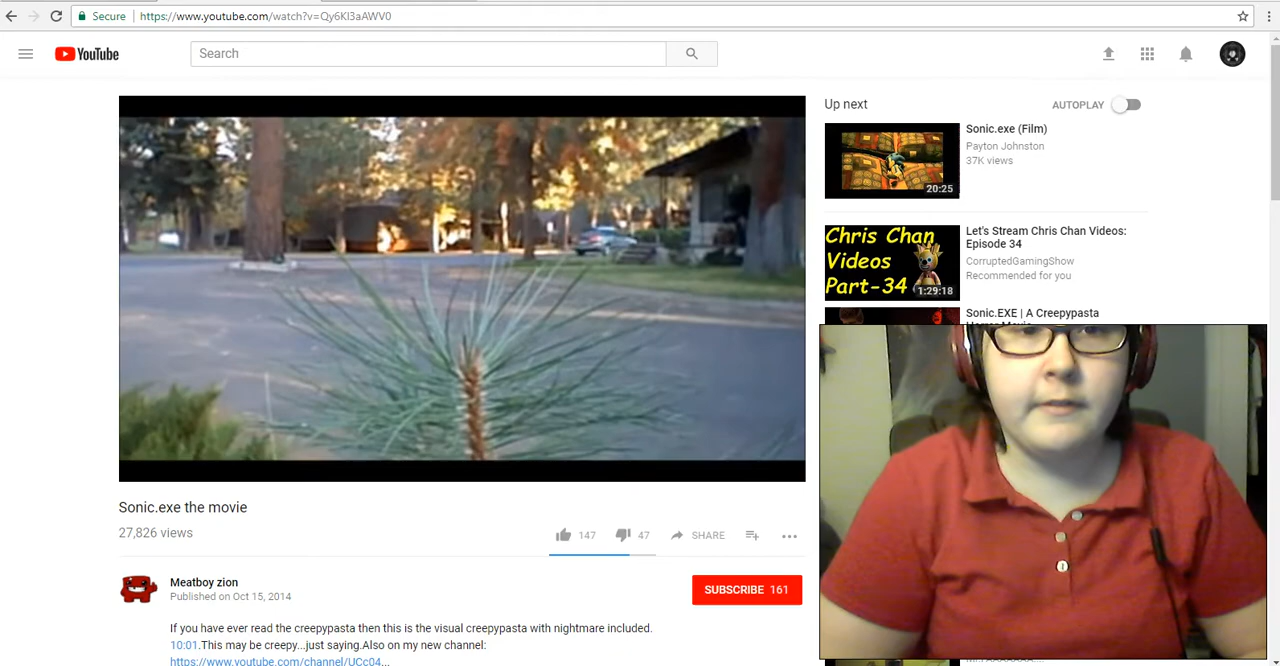 Secure
https://www.youtube.com/watch?v=Qy6Kl3aAWV0
YouTube
Search
Up next
AUTOPLAY
Sonic.exe (Film)
Payton Johnston
37K views
20:25
Chris Chan
Videos
Part-34
1:29:18
Let's Stream Chris Chan Videos:
Episode 34
CorruptedGamingShow
Recommended for you
Sonic.EXE | A Creepypasta
Sonic.exe the movie
27,826 views
147
47
SHARE
Meatboy zion
Published on Oct 15, 2014
SUBSCRIBE 161
If you have ever read the creepypasta then this is the visual creepypasta with nightmare included.
10:01.This may be creepy...just saying.Also on my new channel:
https://www.youtube.com/channel/UCc04...